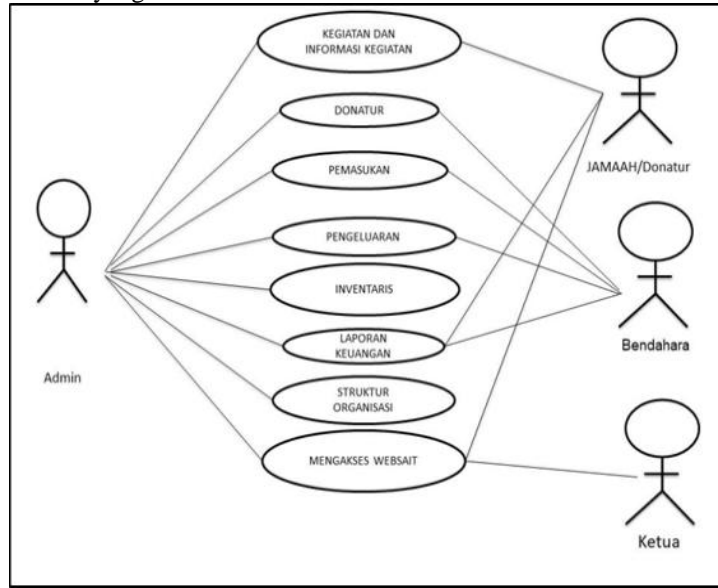 KEGIATAN DAN
INFORMASI KEGIATAN
DONATUR
PEMASUKAN
PENGELUARAN
INVENTARIS
LAPORAN
KEUANGAN
STRUKTUR
ORGANISASI
MENGAKSES WEBSAIT
Admin
JAMAAH/Donatur
Bendahara
Ketua